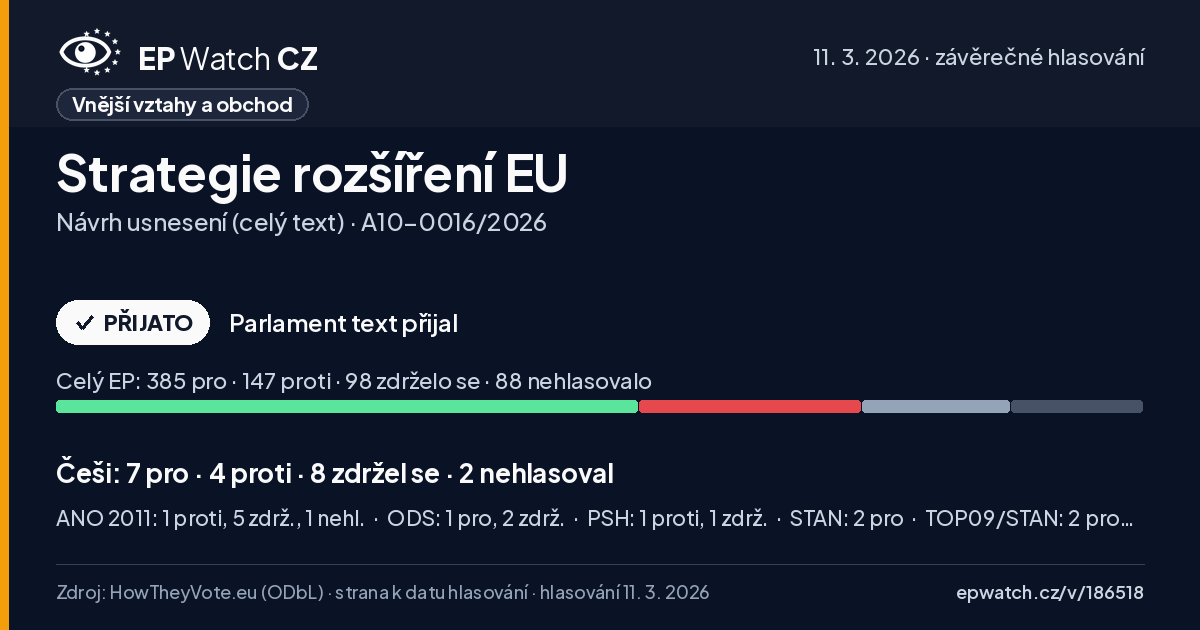 EP Watch CZ
11. 3. 2026 · závěrečné hlasování
Vnější vztahy a obchod
Strategie rozšíření EU
Návrh usnesení (celý text) · A10–0016/2026
✓ PŘIJATO
Parlament text přijal
Celý EP: 385 pro · 147 proti · 98 zdrželo se · 88 nehlasovalo
Češi: 7 pro · 4 proti · 8 zdržel se · 2 nehlasoval
ANO 2011: 1 proti, 5 zdrž., 1 nehl. · ODS: 1 pro, 2 zdrž. · PSH: 1 proti, 1 zdrž. · STAN: 2 pro · TOP09/STAN: 2 pro…
Zdroj: HowTheyVote.eu (ODbL) · strana k datu hlasování · hlasování 11. 3. 2026
epwatch.cz/v/186518